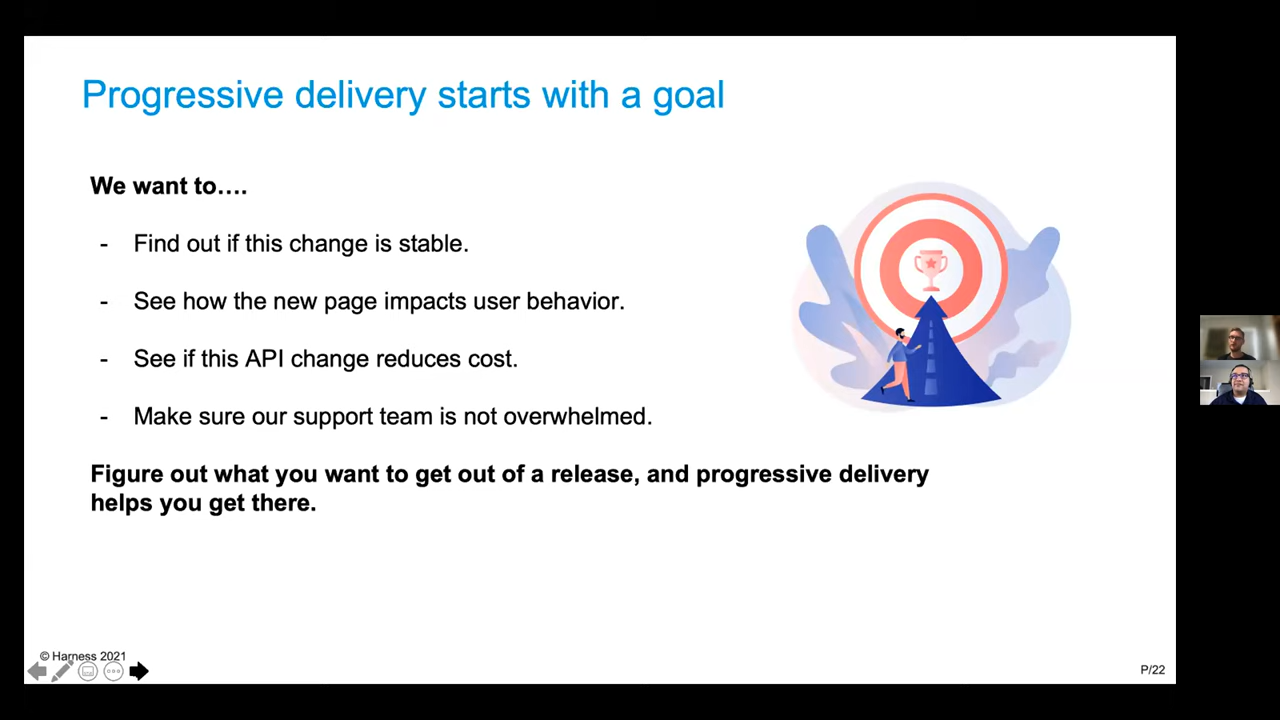 Progressive delivery starts with a goal
We want to....
- Find out if this change is stable.
- See how the new page impacts user behavior.
- See if this API change reduces cost.
- Make sure our support team is not overwhelmed.
Figure out what you want to get out of a release, and progressive delivery
helps you get there.
© Harness 2021
P/22